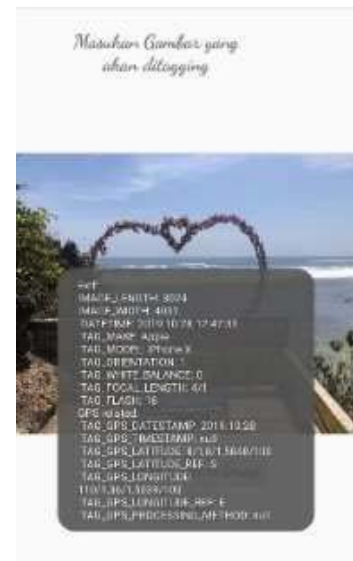 Masukan Gambar yang
akan ditagging
exif:
IMAGE_LENGTH: 3024
IMAGE_WIDTH: 4032
DATETIME: 2019:10:28 12:47:33
TAG_MAKE: Apple
TAG_MODEL: iPhone X
TAG_ORIENTATION: 1
TAG_WHITE_BALANCE: 0
TAG_FOCAL_LENGTH: 4/1
TAG_FLASH: 16
GPS related:
TAG_GPS_DATESTAMP: 2019:10:28
TAG_GPS_TIMESTAMP: null
TAG_GPS_LATITUDE:
TAG_GPS_LATITUDE_REF: S
TAG_GPS_LONGITUDE:
TAG_GPS_LONGITUDE_REF: E
TAG_GPS_PROCESSING_METHOD: null